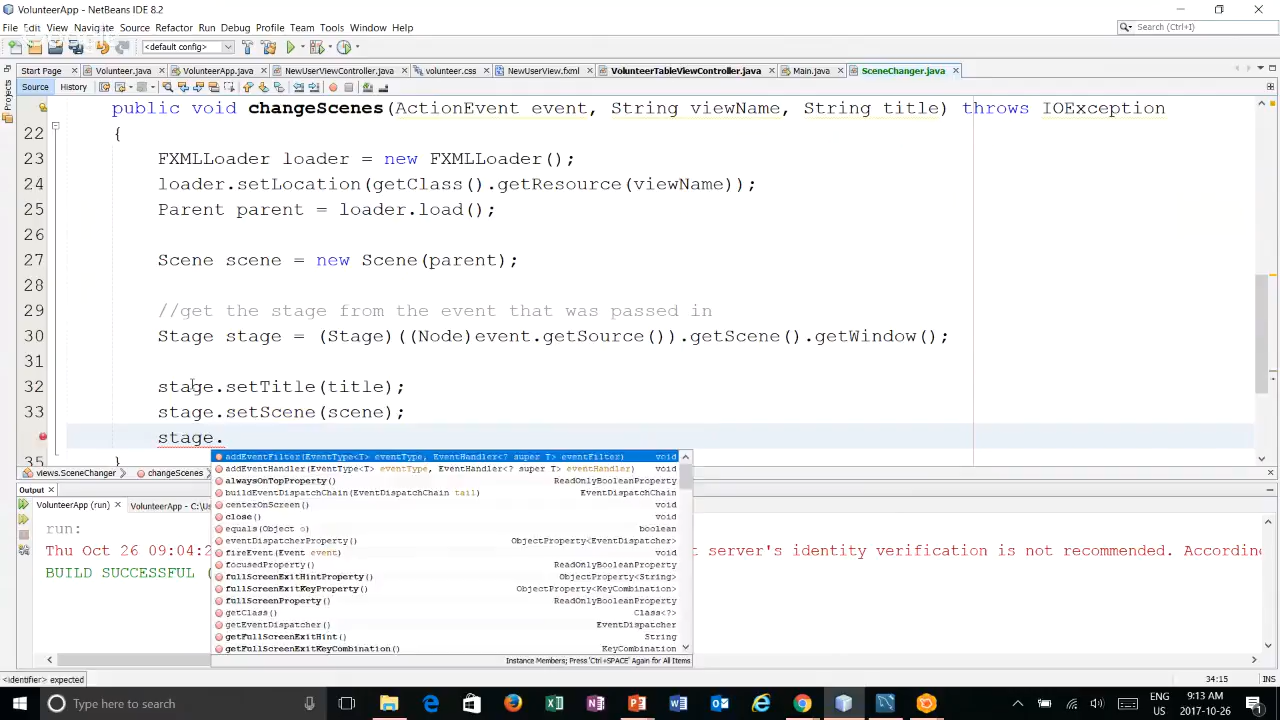 VolunteerApp - NetBeans IDE 8.2
File Edit View Navigate Source Refactor Run Debug Profile Team Tools Window Help
Search (Ctrl+I)
<default config>
Start Page Volunteer.java VolunteerApp.java NewUserViewController.java volunteer.css NewUserView.fxml VolunteerTableViewController.java Main.java SceneChanger.java
Source History
Projects
public void changeScenes(ActionEvent event, String viewName, String title) throws IOException
22 {
23 FXMLLoader loader = new FXMLLoader();
24 loader.setLocation(getClass().getResource(viewName));
25 Parent parent = loader.load();
26
27 Scene scene = new Scene(parent);
28
29 //get the stage from the event that was passed in
30 Stage stage = (Stage)((Node)event.getSource()).getScene().getWindow();
31
32 stage.setTitle(title);
33 stage.setScene(scene);
stage.
35 }
addEventFilter(EventType<T> eventType, EventHandler<? super T> eventFilter) void
addEventHandler(EventType<T> eventType, EventHandler<? super T> eventHandler) void
alwaysOnTopProperty() ReadOnlyBooleanProperty
buildEventDispatchChain(EventDispatchChain tail) EventDispatchChain
centerOnScreen() void
close() void
equals(Object o) boolean
eventDispatcherProperty() ObjectProperty<EventDispatcher>
fireEvent(Event event) void
focusedProperty() ReadOnlyBooleanProperty
fullScreenExitHintProperty() ObjectProperty<String>
fullScreenExitKeyProperty() ObjectProperty<KeyCombination>
fullScreenProperty() ReadOnlyBooleanProperty
getClass() Class<?>
getEventDispatcher() EventDispatcher
getFullScreenExitHint() String
getFullScreenExitKeyCombination() KeyCombination
Instance Members; Press 'Ctrl+SPACE' Again for All Items
views.SceneChanger changeScenes
Output
VolunteerApp (run) VolunteerApp - C:\Us
run:
Thu Oct 26 09:04:2 t server's identity verification is not recommended. According
BUILD SUCCESSFUL (
<identifier> expected 34:15 INS
Type here to search
ENG
US
9:13 AM
2017-10-26